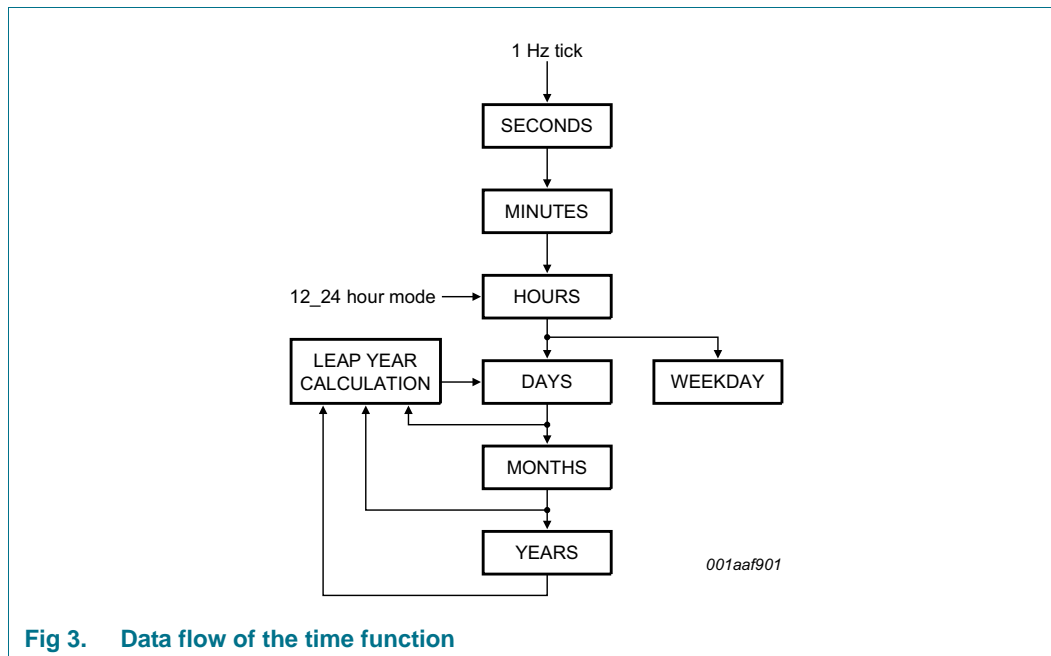 1 Hz tick
SECONDS
MINUTES
12_24 hour mode
HOURS
LEAP YEAR
CALCULATION
DAYS
WEEKDAY
MONTHS
YEARS
001aaf901
Fig 3. Data flow of the time function